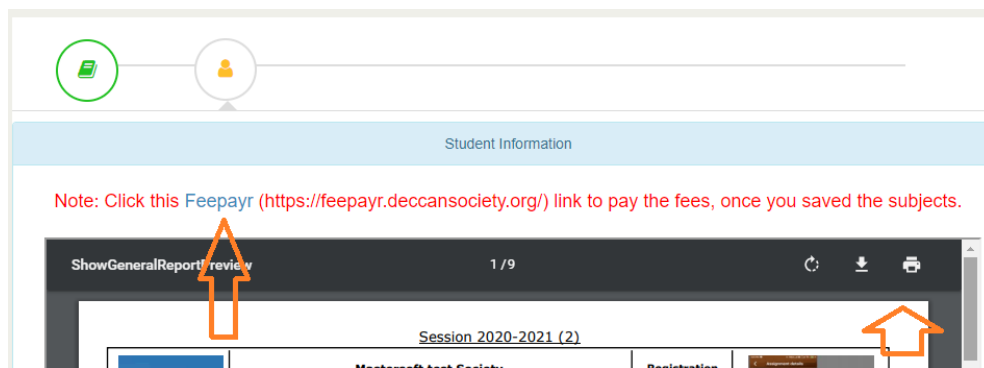 Student Information
Note: Click this Feepayr (https://feepayr.deccansociety.org/) link to pay the fees, once you saved the subjects.
ShowGeneralReportPreview 1 / 9
Session 2020-2021 (2)
Mastersoft test Society Registration